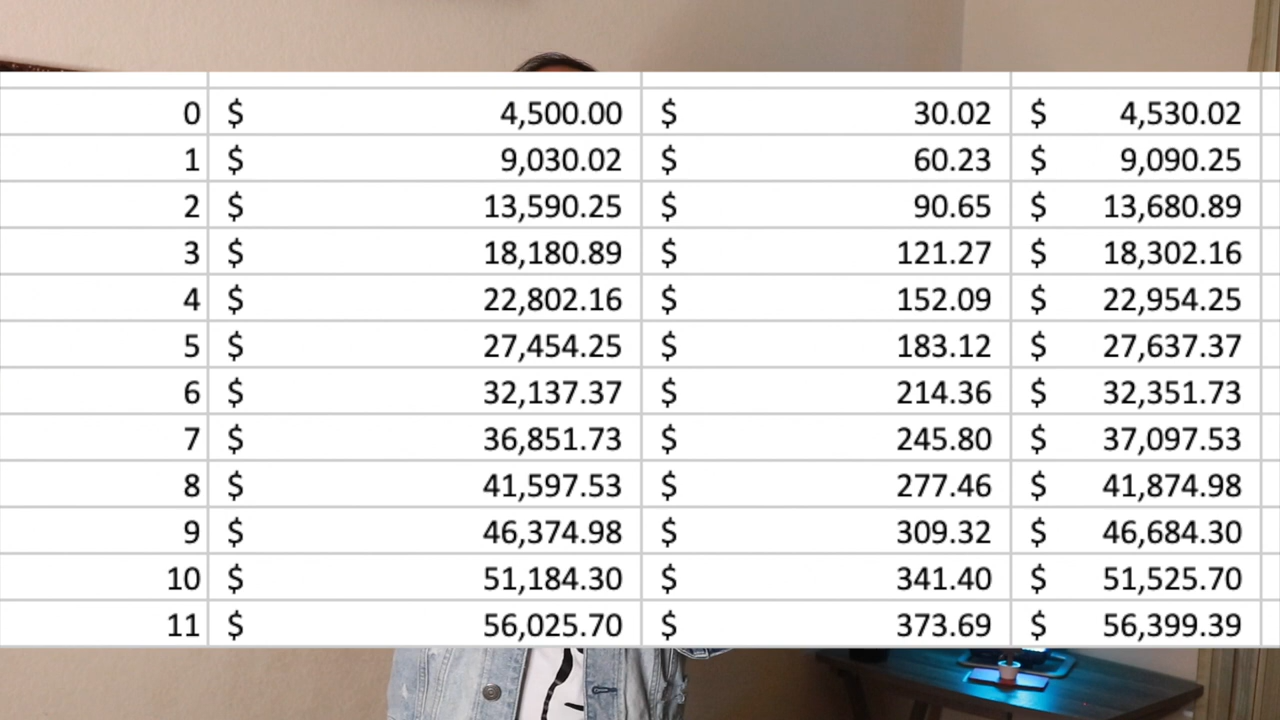 0 $ 4,500.00 $ 30.02 $ 4,530.02
1 $ 9,030.02 $ 60.23 $ 9,090.25
2 $ 13,590.25 $ 90.65 $ 13,680.89
3 $ 18,180.89 $ 121.27 $ 18,302.16
4 $ 22,802.16 $ 152.09 $ 22,954.25
5 $ 27,454.25 $ 183.12 $ 27,637.37
6 $ 32,137.37 $ 214.36 $ 32,351.73
7 $ 36,851.73 $ 245.80 $ 37,097.53
8 $ 41,597.53 $ 277.46 $ 41,874.98
9 $ 46,374.98 $ 309.32 $ 46,684.30
10 $ 51,184.30 $ 341.40 $ 51,525.70
11 $ 56,025.70 $ 373.69 $ 56,399.39